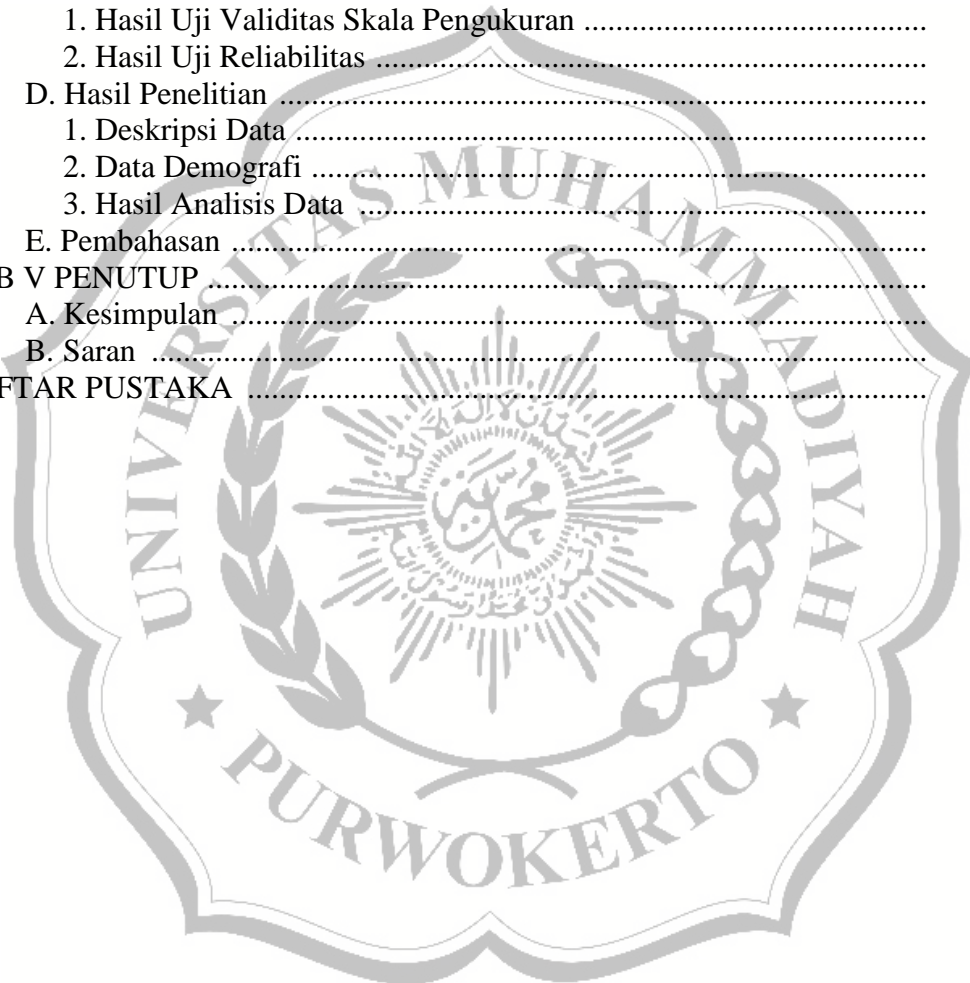 1. Hasil Uji Validitas Skala Pengukuran ..........................................
2. Hasil Uji Reliabilitas ....................................................................
D. Hasil Penelitian ................................................................................
1. Deskripsi Data ..............................................................................
2. Data Demografi ............................................................................
3. Hasil Analisis Data ......................................................................
E. Pembahasan ......................................................................................
B V PENUTUP .........................................................................................
A. Kesimpulan ......................................................................................
B. Saran ................................................................................................
FTAR PUSTAKA ....................................................................................
UNIVERSITAS MUHAMMADIYAH
PURWOKERTO
محمد